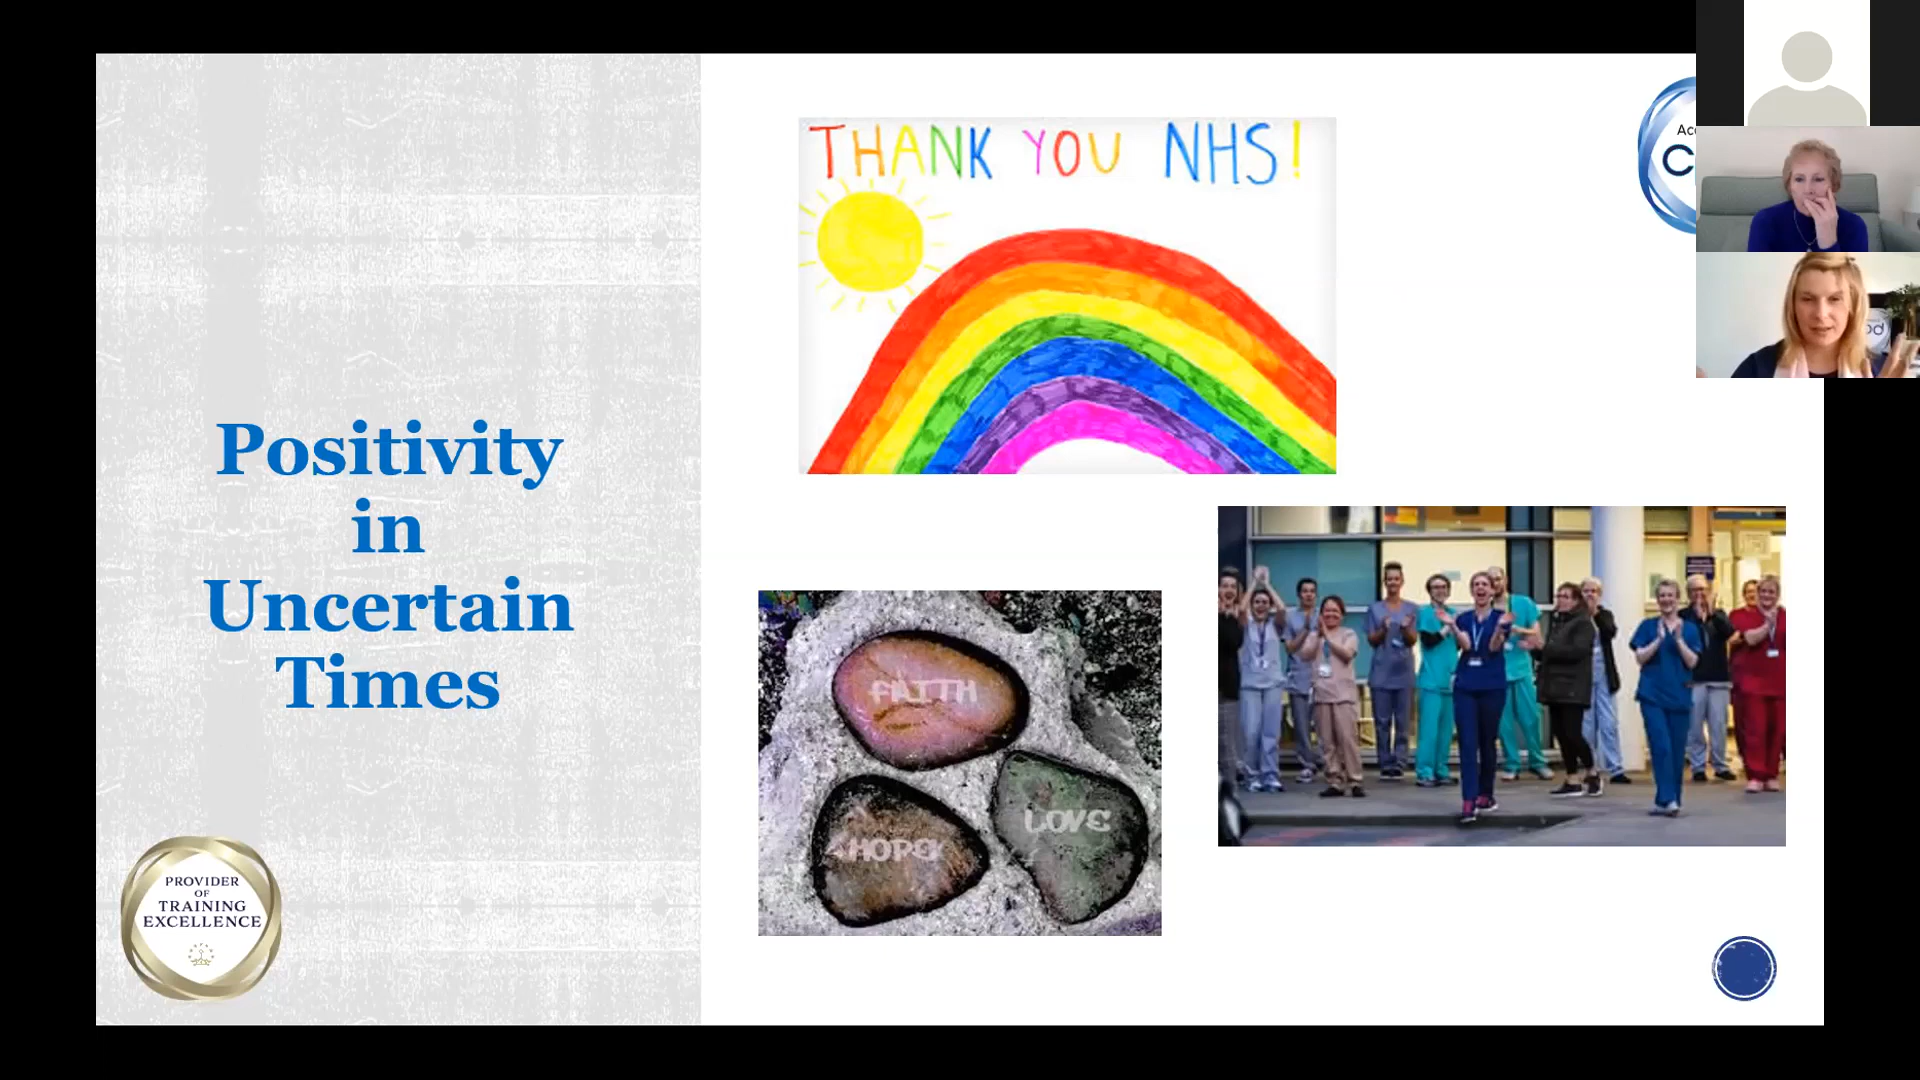 Positivity
in
Uncertain
Times
PROVIDER
OF
TRAINING
EXCELLENCE
THANK YOU NHS!
FAITH
HOPE
LOVE